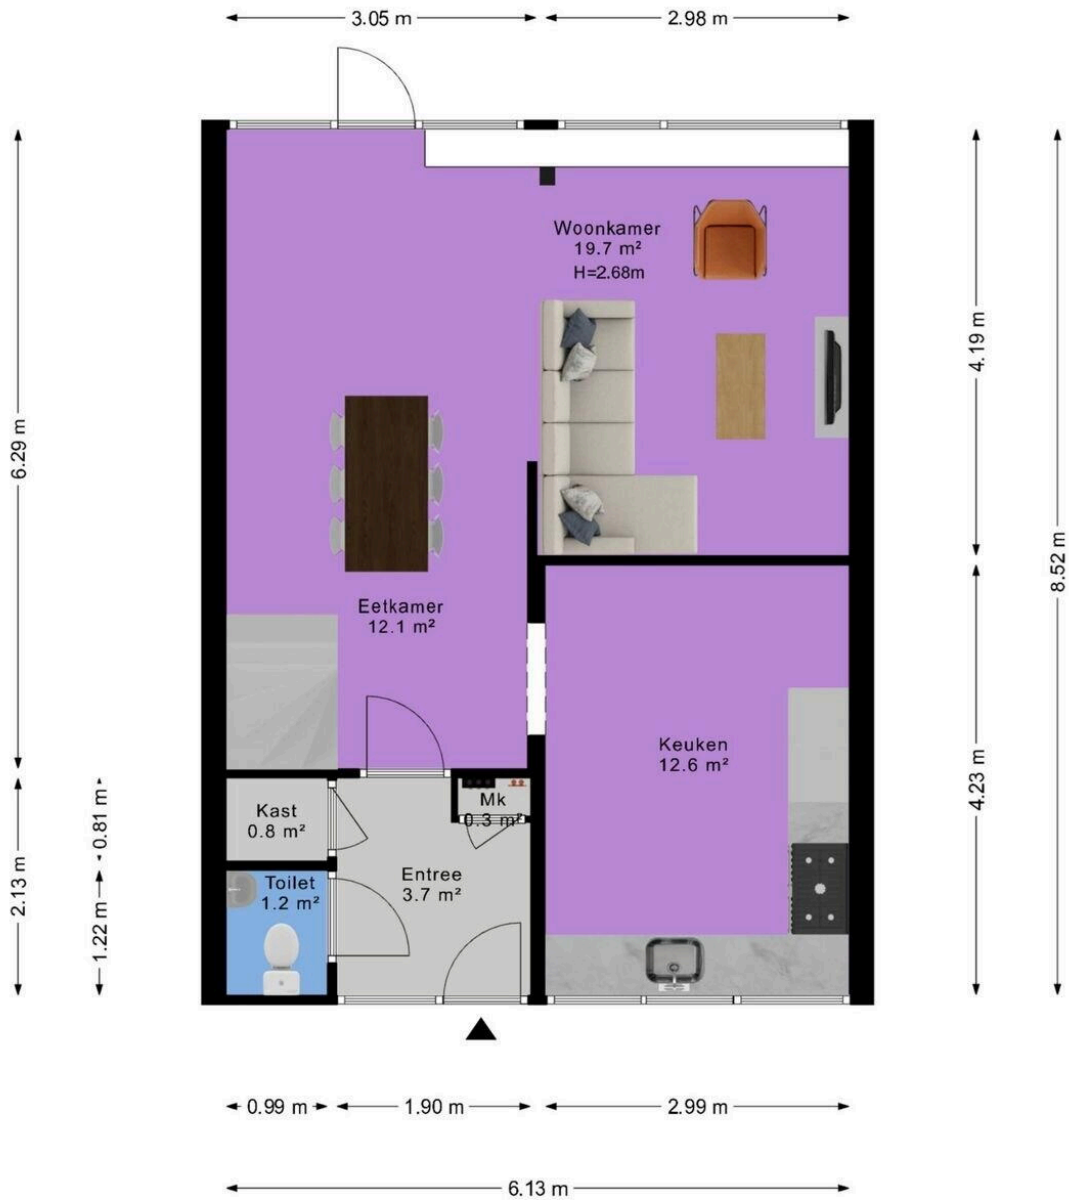 3.05 m
2.98 m
Woonkamer
19.7 m²
H=2.68m
4.19 m
6.29 m
8.52 m
Eetkamer
12.1 m²
Keuken
12.6 m²
4.23 m
Kast
0.8 m²
Mk
0.3 m²
0.81 m
2.13 m
Entree
3.7 m²
Toilet
1.2 m²
1.22 m
0.99 m
1.90 m
2.99 m
6.13 m